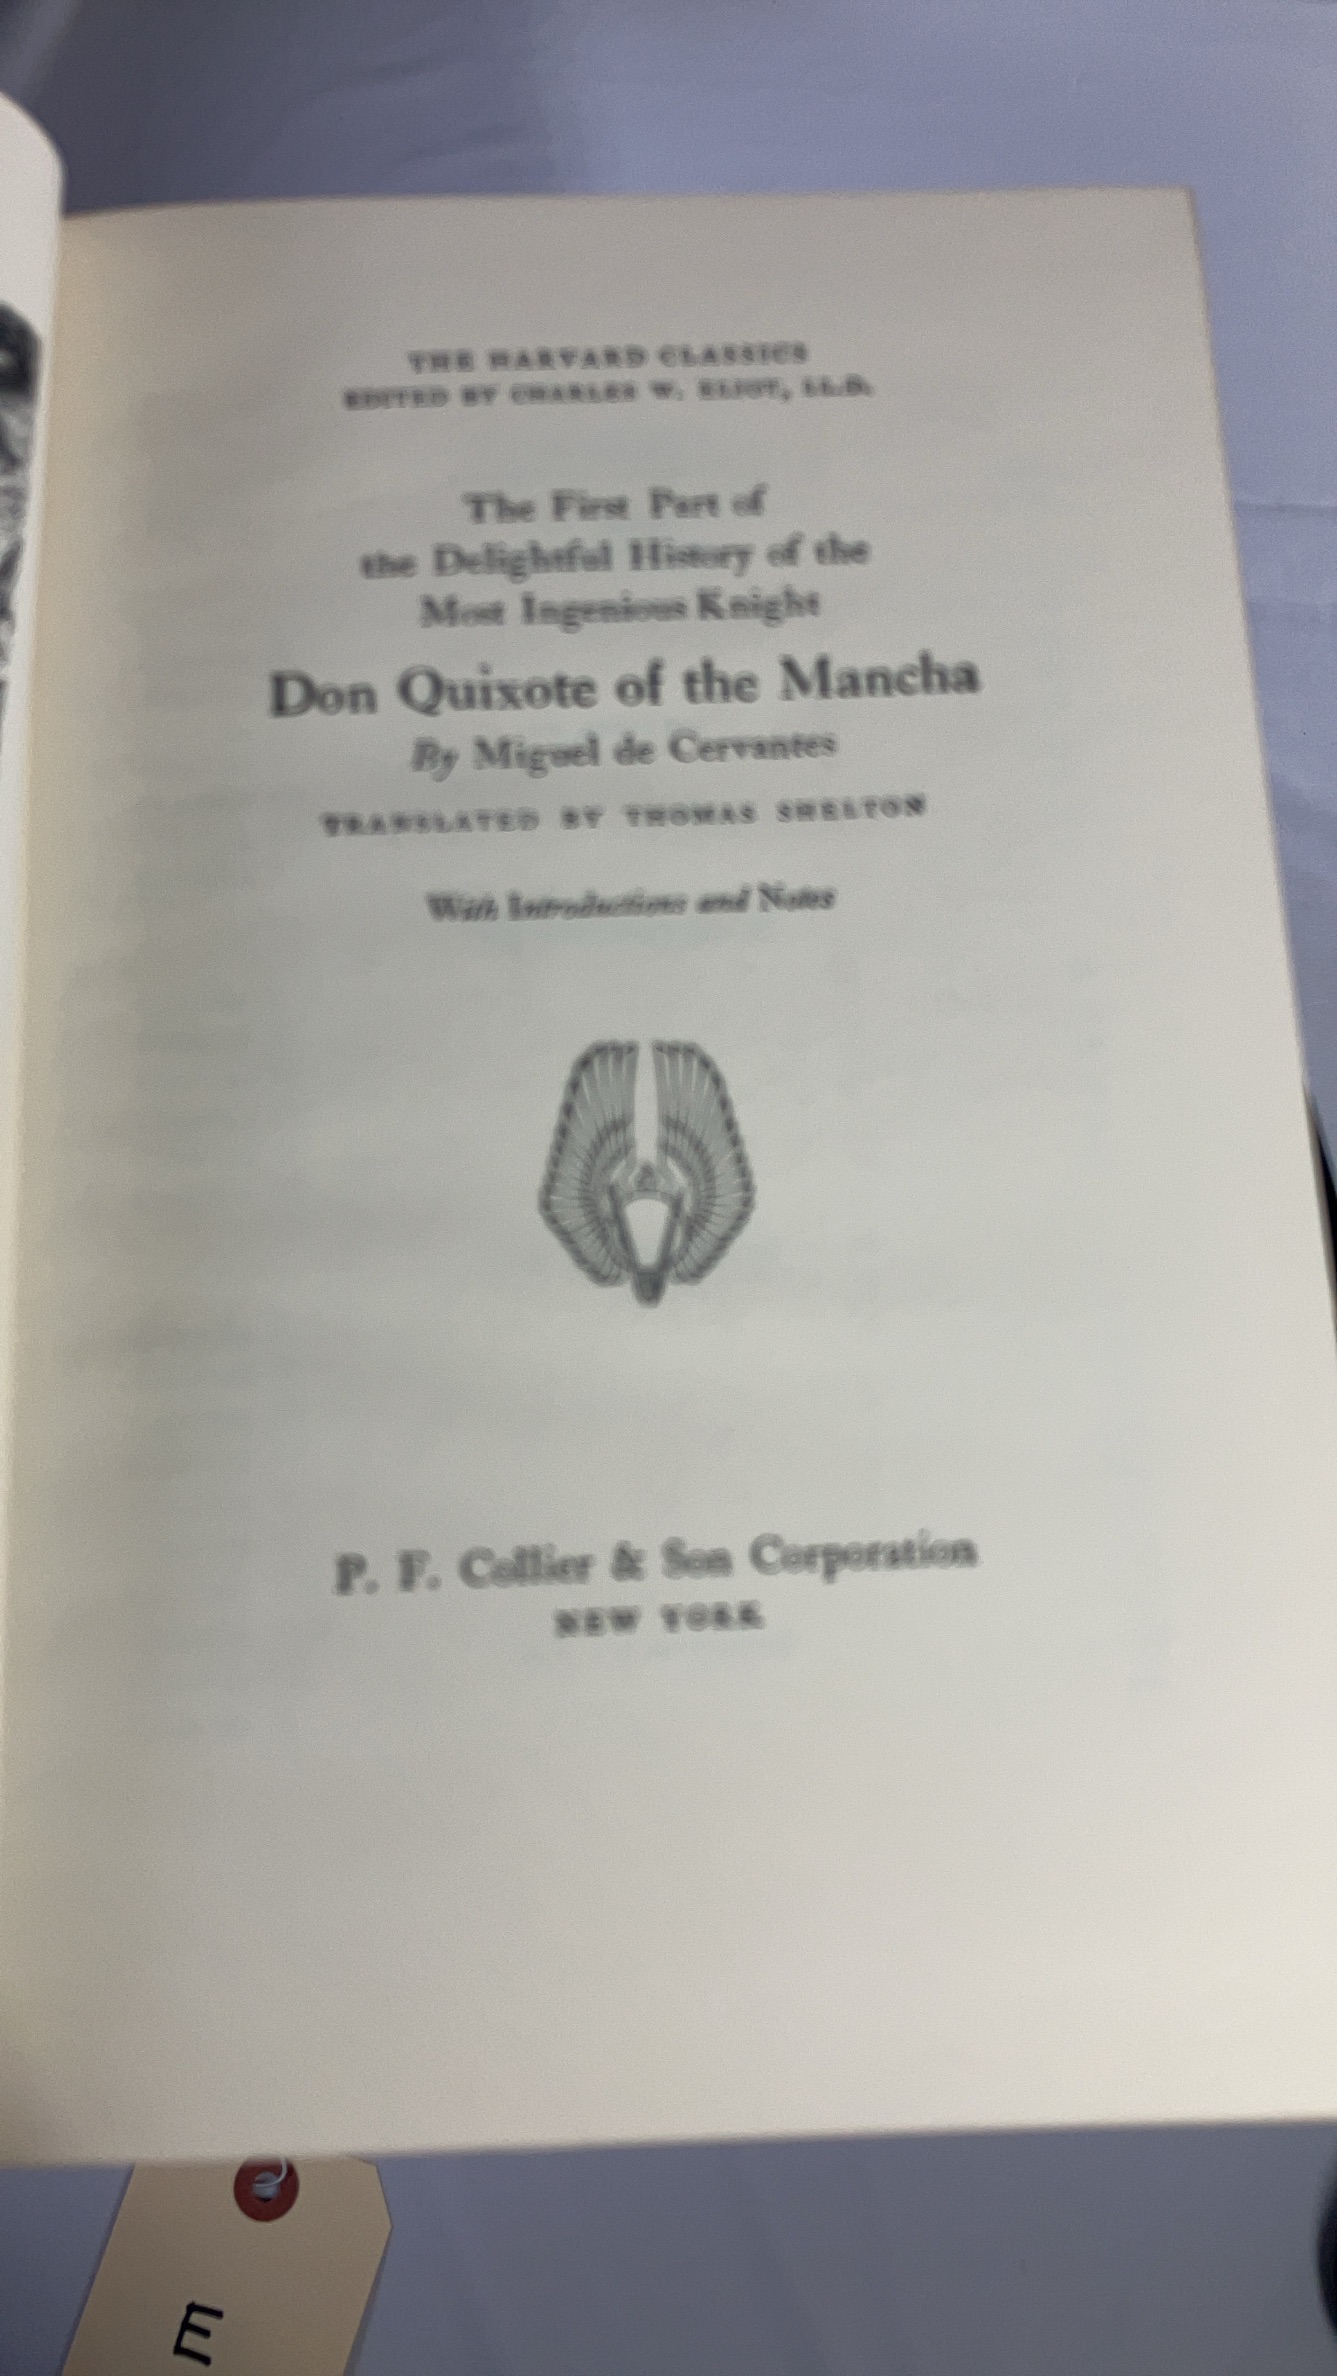 THE HARVARD CLASSICS
EDITED BY CHARLES W. ELIOT, LL.D.
The First Part of
the Delightful History of the
Most Ingenious Knight
Don Quixote of the Mancha
By Miguel de Cervantes
TRANSLATED BY THOMAS SHELTON
With Introductions and Notes
P. F. Collier & Son Corporation
NEW YORK
E